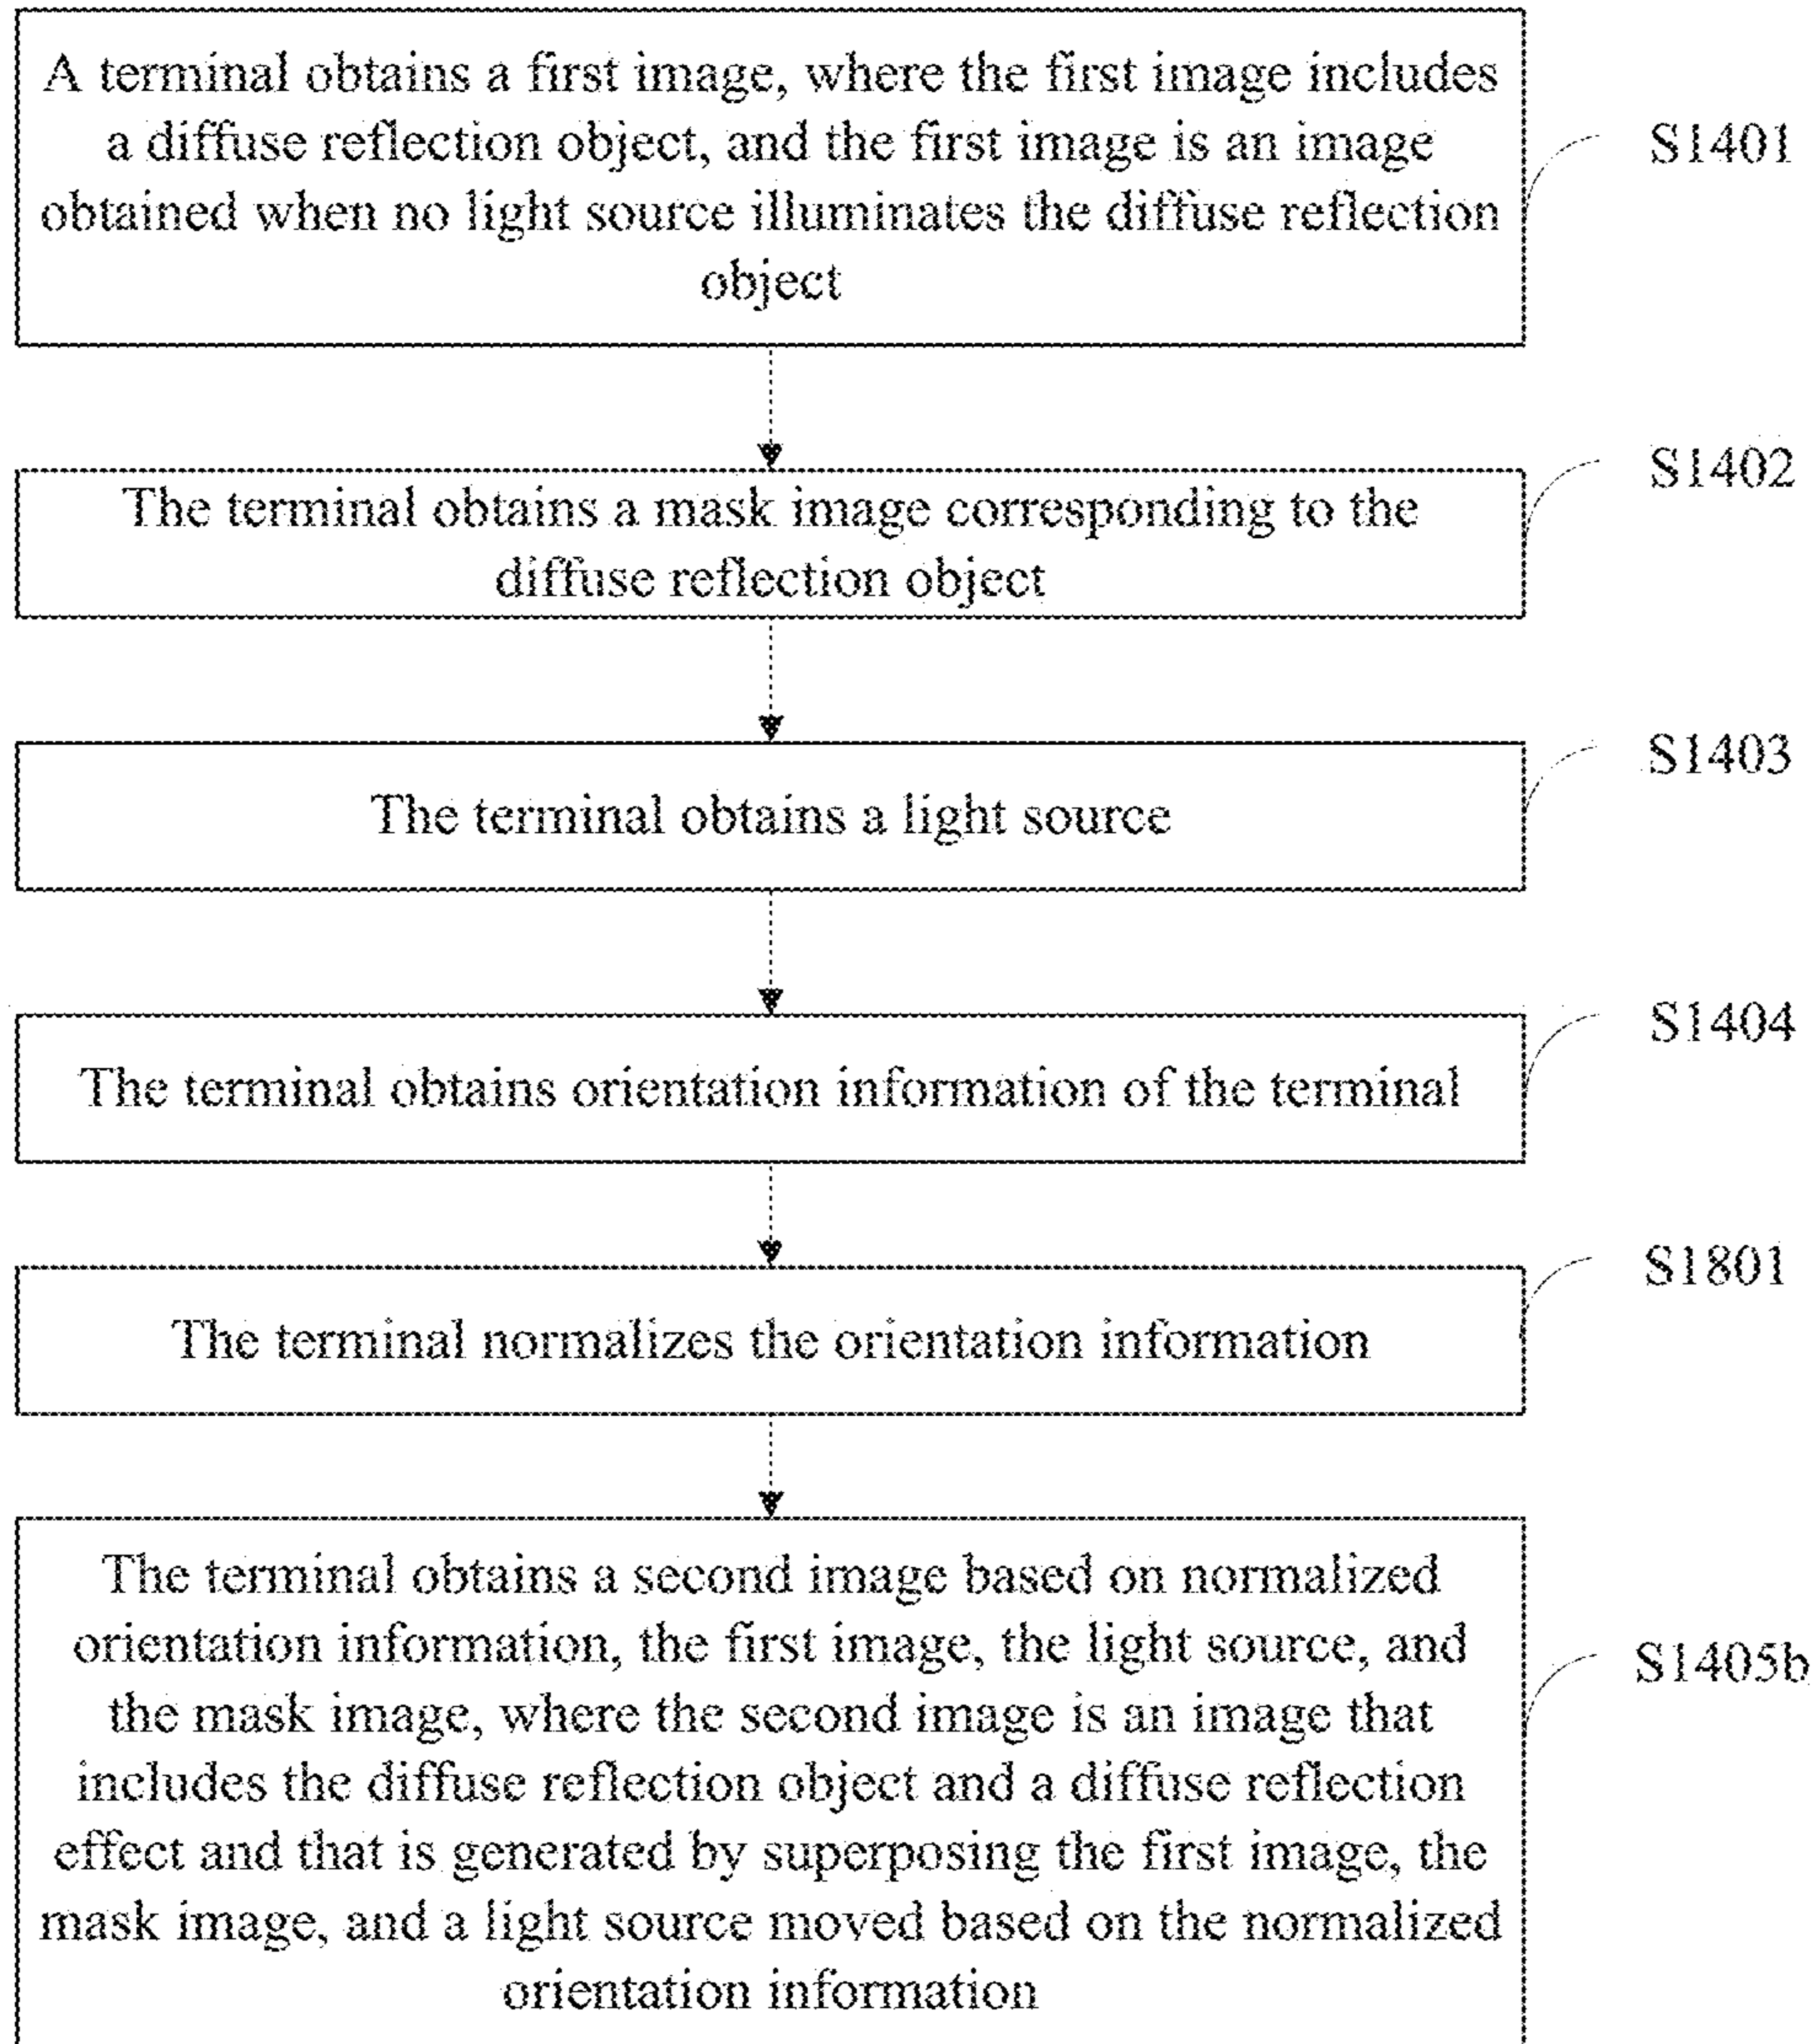 A terminal obtains a first image, where the first image includes
a diffuse reflection object, and the first image is an image
obtained when no light source illuminates the diffuse reflection
object
S1401
The terminal obtains a mask image corresponding to the
diffuse reflection object
S1402
The terminal obtains a light source
S1403
The terminal obtains orientation information of the terminal
S1404
The terminal normalizes the orientation information
S1801
The terminal obtains a second image based on normalized
orientation information, the first image, the light source, and
the mask image, where the second image is an image that
includes the diffuse reflection object and a diffuse reflection
effect and that is generated by superposing the first image, the
mask image, and a light source moved based on the normalized
orientation information
S1405b